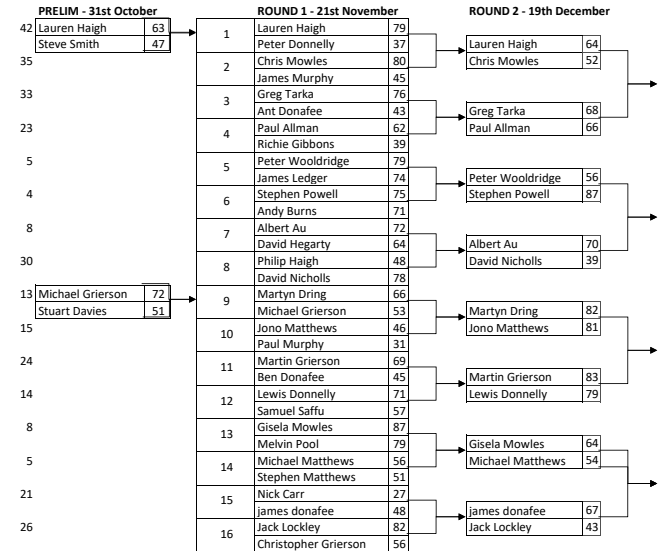 PRELIM - 31st October ROUND 1 - 21st November ROUND 2 - 19th December
42 Lauren Haigh 63 1 Lauren Haigh 79
Steve Smith 47 Peter Donnelly 37 Lauren Haigh 64
35 2 Chris Mowles 80 Chris Mowles 52
James Murphy 45
33 3 Greg Tarka 76
Ant Donafee 43 Greg Tarka 68
23 4 Paul Allman 62 Paul Allman 66
Richie Gibbons 39
5 5 Peter Wooldridge 79
James Ledger 74 Peter Wooldridge 56
4 6 Stephen Powell 75 Stephen Powell 87
Andy Burns 71
8 7 Albert Au 72
David Hegarty 64 Albert Au 70
30 8 Philip Haigh 48 David Nicholls 39
David Nicholls 78
13 Michael Grierson 72 9 Martyn Dring 66
Stuart Davies 51 Michael Grierson 53 Martyn Dring 82
15 10 Jono Matthews 46 Jono Matthews 81
Paul Murphy 31
24 11 Martin Grierson 69
Ben Donafee 45 Martin Grierson 83
14 12 Lewis Donnelly 71 Lewis Donnelly 79
Samuel Saffu 57
8 13 Gisela Mowles 87
Melvin Pool 79 Gisela Mowles 64
5 14 Michael Matthews 56 Michael Matthews 54
Stephen Matthews 51
21 15 Nick Carr 27
james donafee 48 james donafee 67
26 16 Jack Lockley 82 Jack Lockley 43
Christopher Grierson 56